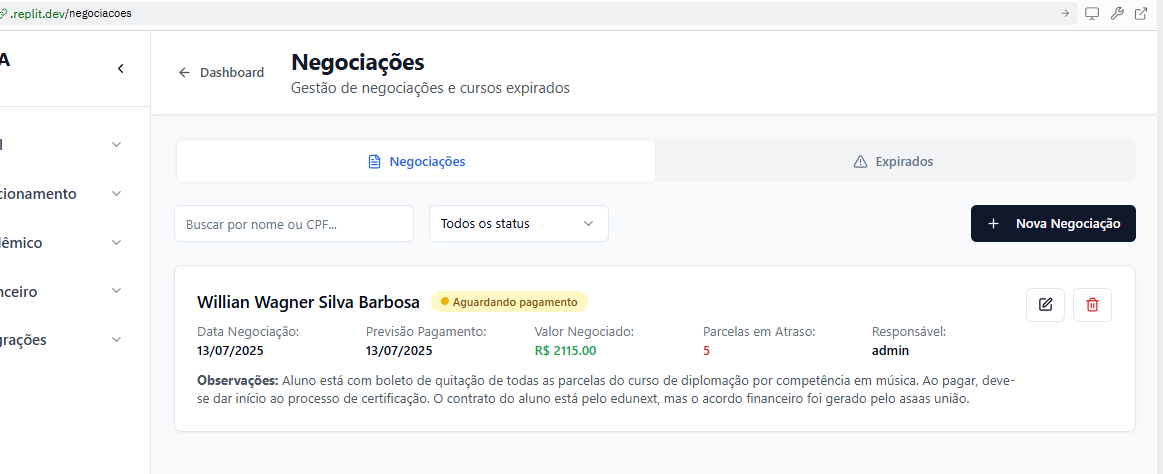 .replit.dev/negociacoes
A
Dashboard
Negociações
Gestão de negociações e cursos expirados
cionamento
êmico
nceiro
grações
Negociações
Expirados
Buscar por nome ou CPF...
Todos os status
Nova Negociação
Willian Wagner Silva Barbosa
Aguardando pagamento
Data Negociação: Previsão Pagamento: Valor Negociado: Parcelas em Atraso: Responsável:
13/07/2025 13/07/2025 R$ 2115.00 5 admin
Observações: Aluno está com boleto de quitação de todas as parcelas do curso de diplomação por competência em música. Ao pagar, deve-
se dar início ao processo de certificação. O contrato do aluno está pelo edunext, mas o acordo financeiro foi gerado pelo asaas união.